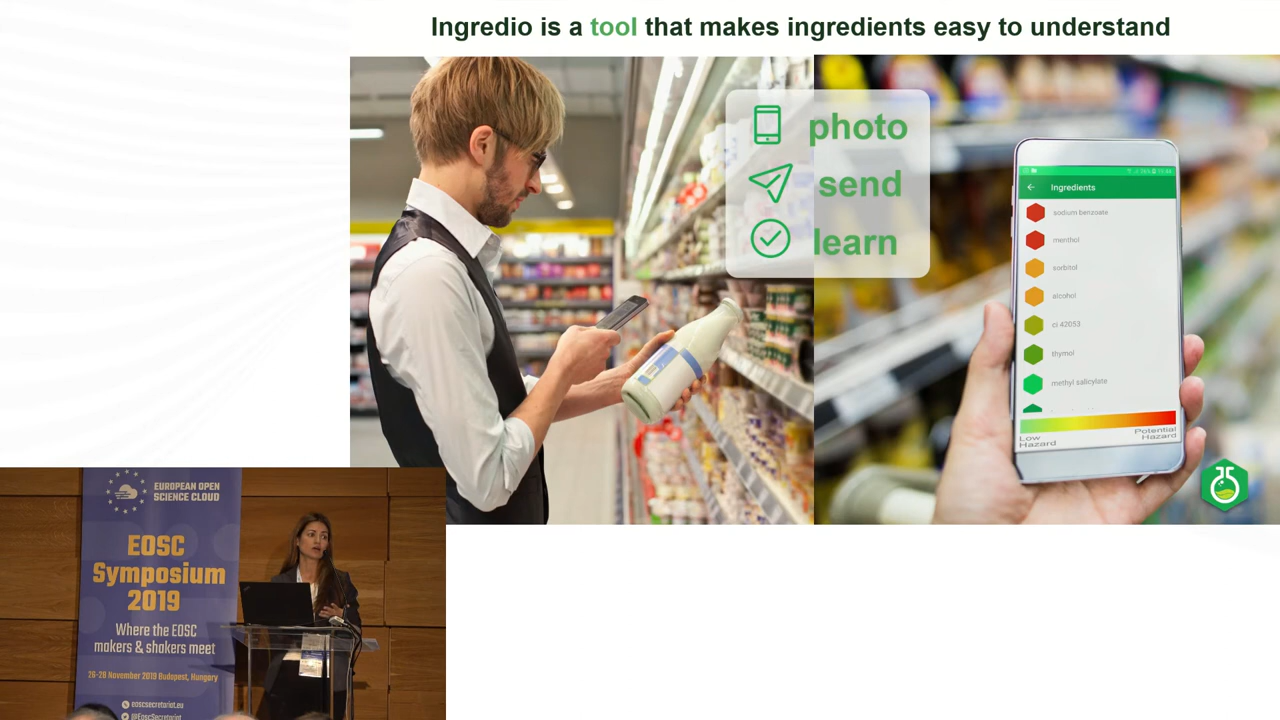 Ingredio is a tool that makes ingredients easy to understand
photo
send
learn
Ingredients
sodium benzoate
menthol
sorbitol
alcohol
ci 42053
thymol
methyl salicylate
Low
Hazard
Potential
Hazard
EUROPEAN OPEN
SCIENCE CLOUD
EOSC
Symposium
2019
Where the EOSC
makers & shakers meet
26-28 November 2019 Budapest, Hungary
eoscsecretariat.eu
@EoscSecretariat